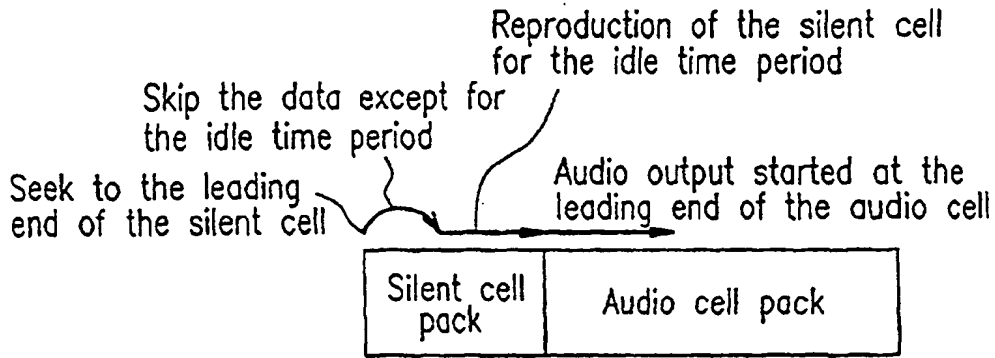 Reproduction of the silent cell
for the idle time period
Skip the data except for
the idle time period
Seek to the leading
end of the silent cell
Audio output started at the
leading end of the audio cell
Silent cell
pack
Audio cell pack